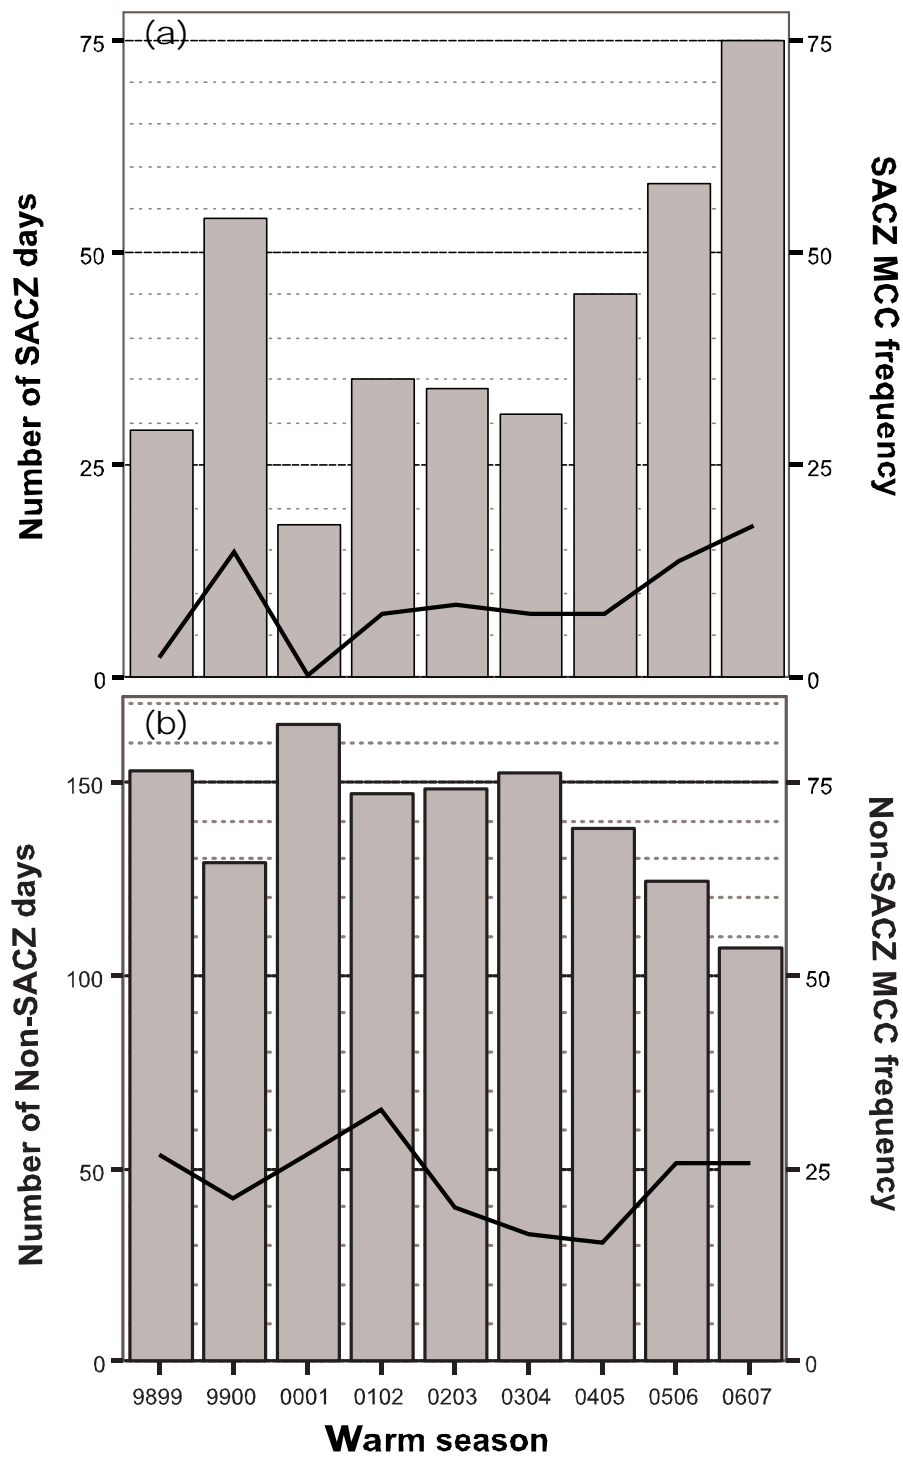 (a)
75
50
25
0
Number of SACZ days
75
50
25
0
SACZ MCC frequency
(b)
150
100
50
0
Number of Non-SACZ days
75
50
25
0
Non-SACZ MCC frequency
9899 9900 0001 0102 0203 0304 0405 0506 0607
Warm season